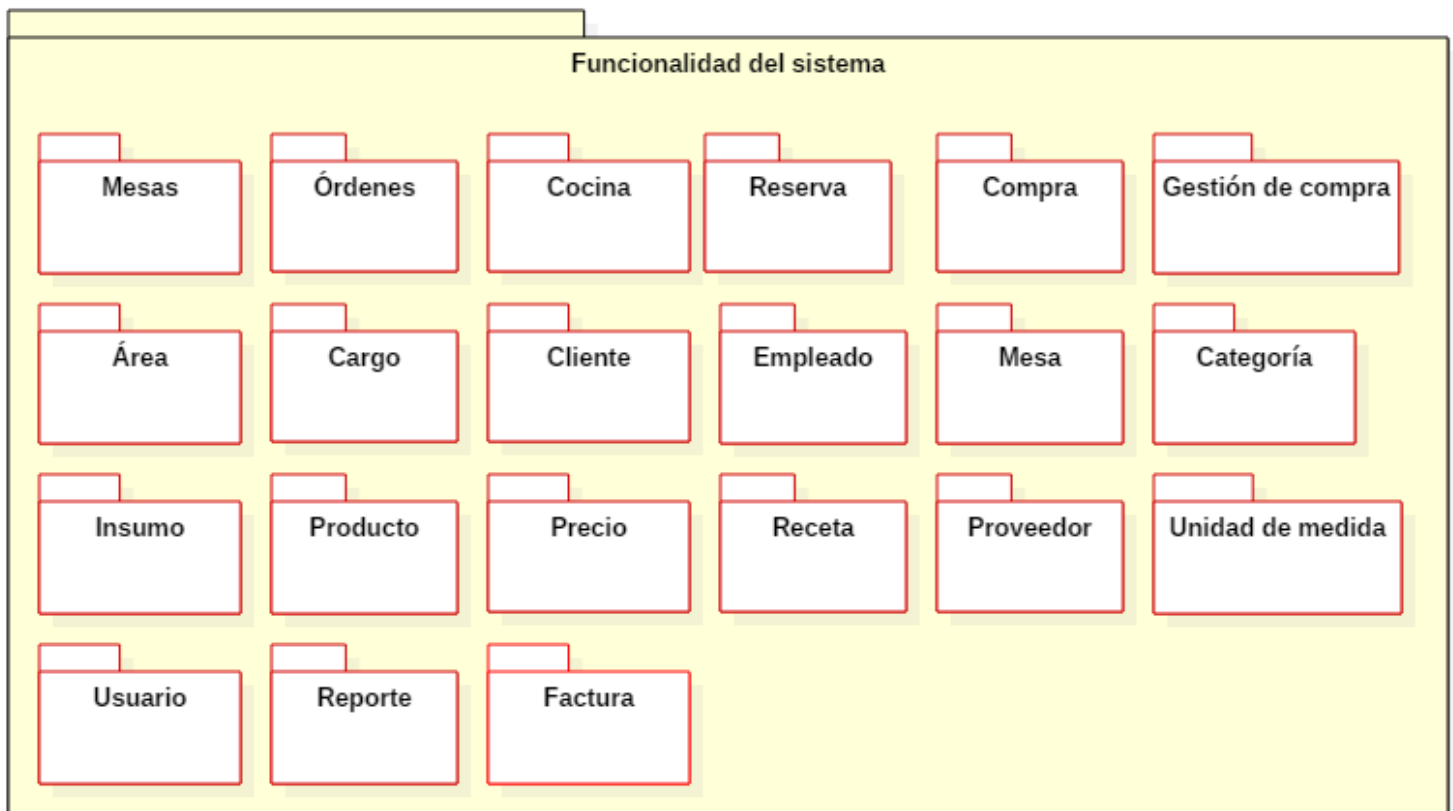 Funcionalidad del sistema
Mesas
Órdenes
Cocina
Reserva
Compra
Gestión de compra
Área
Cargo
Cliente
Empleado
Mesa
Categoría
Insumo
Producto
Precio
Receta
Proveedor
Unidad de medida
Usuario
Reporte
Factura